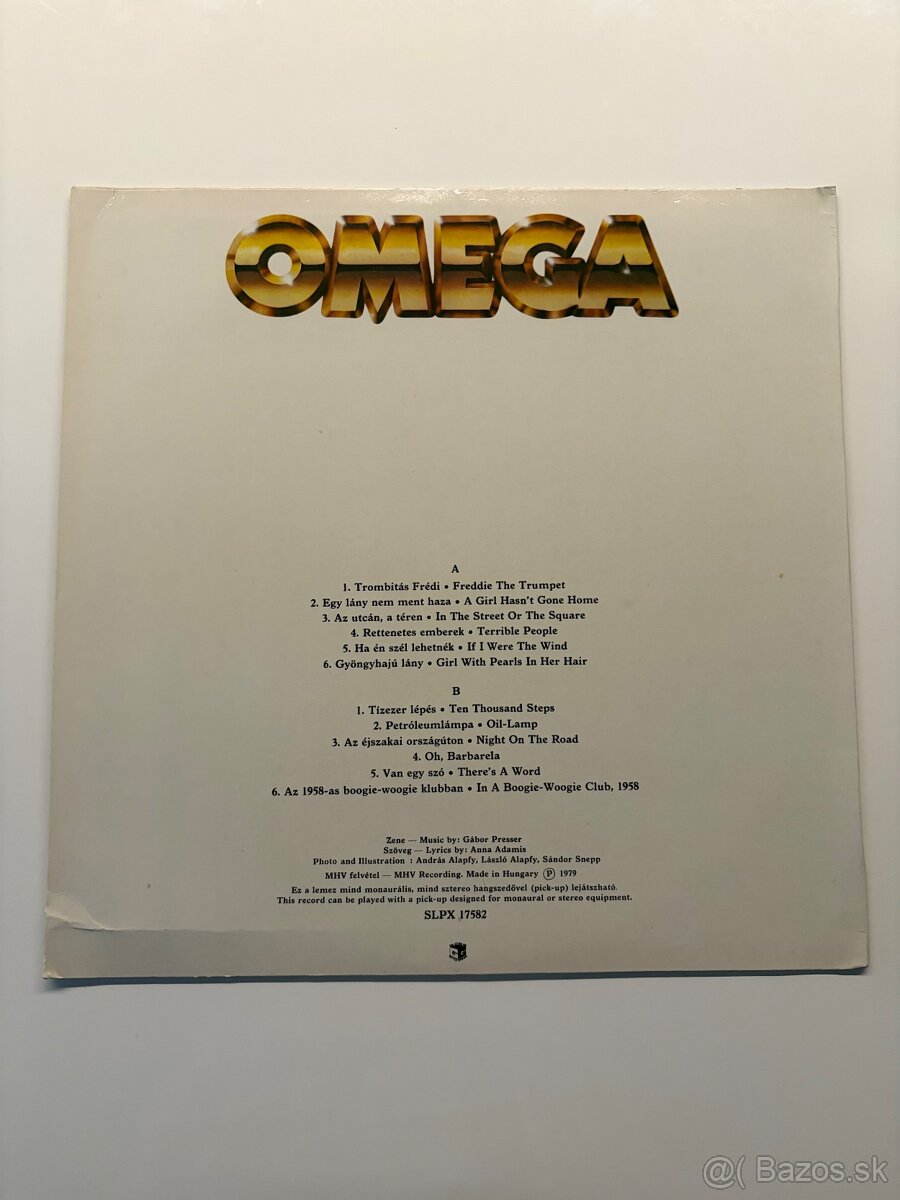 OMEGA
A
1. Trombitás Frédi • Freddie The Trumpet
2. Egy lány nem ment haza • A Girl Hasn't Gone Home
3. Az utcán, a téren • In The Street Or The Square
4. Rettenetes emberek • Terrible People
5. Ha én szél lehetnék • If I Were The Wind
6. Gyöngyhajú lány • Girl With Pearls In Her Hair
B
1. Tízezer lépés • Ten Thousand Steps
2. Petróleumlámpa • Oil-Lamp
3. Az éjszakai országúton • Night On The Road
4. Oh, Barbarela
5. Van egy szó • There's A Word
6. Az 1958-as boogie-woogie klubban • In A Boogie-Woogie Club, 1958
Zene — Music by: Gábor Presser
Szöveg — Lyrics by: Anna Adamis
Photo and Illustration : András Alapfy, László Alapfy, Sándor Snepp
MHV felvétel — MHV Recording. Made in Hungary Ⓟ 1979
Ez a lemez mind monaurális, mind sztereo hangszedővel (pick-up) lejátszható.
This record can be played with a pick-up designed for monaural or stereo equipment.
SLPX 17582
@( Bazos.sk